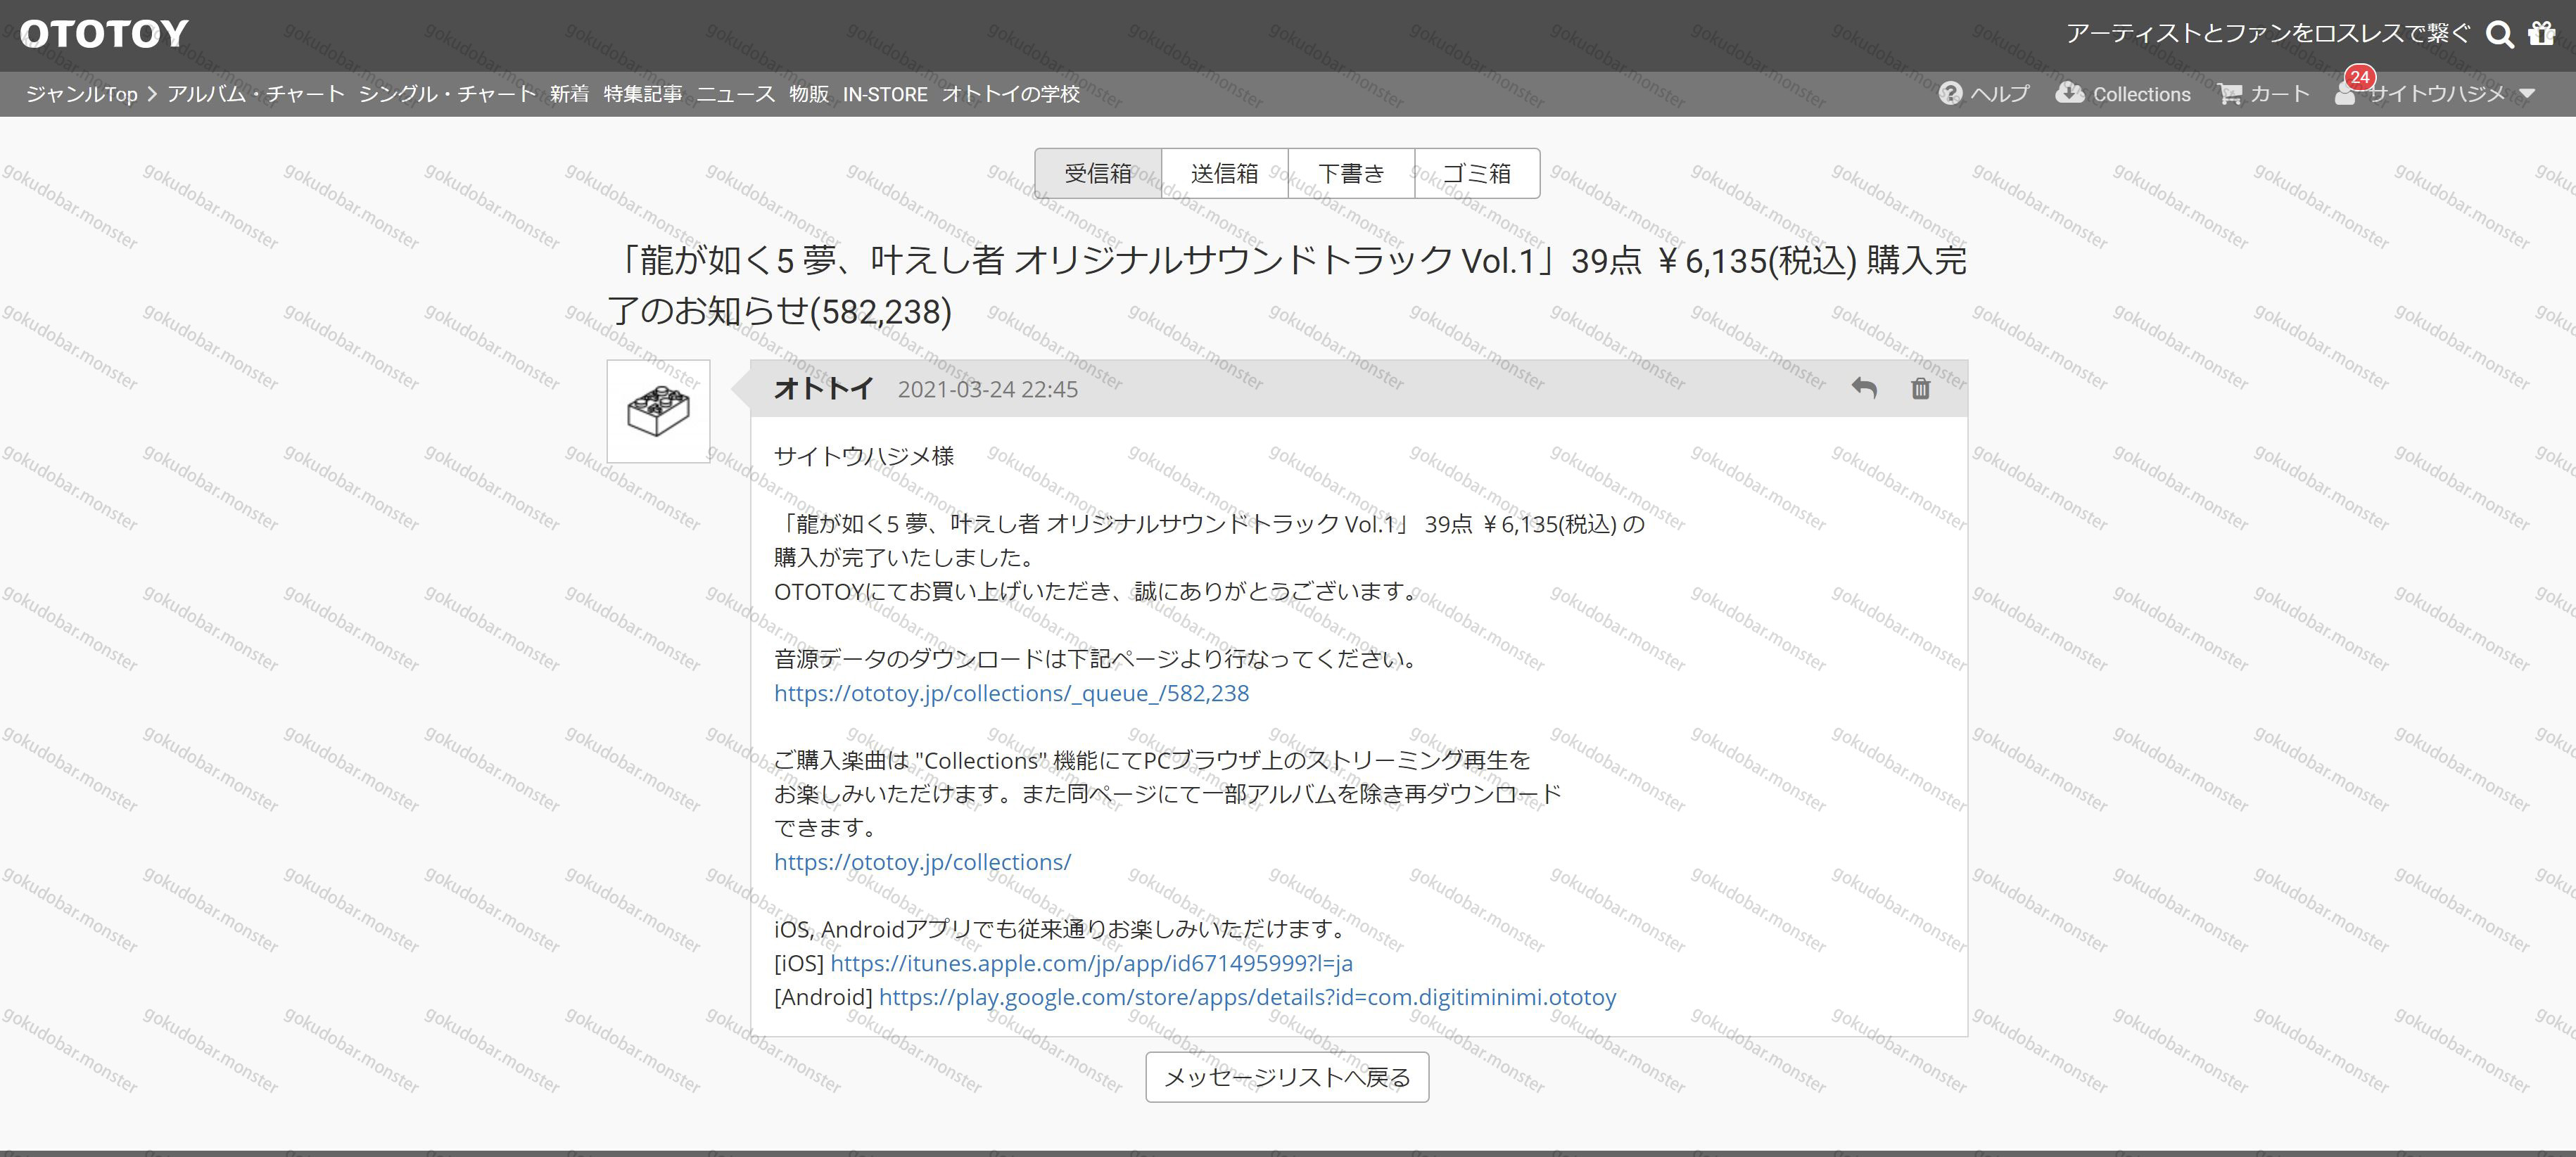 OTOTOY
アーティストとファンをロスレスで繋ぐ
ジャンルTop アルバム・チャート シングル・チャート 新着 特集記事 ニュース 物販 IN-STORE オトトイの学校
ヘルプ Collections カート 24 サイトウハジメ
受信箱 送信箱 下書き ゴミ箱
「龍が如く5 夢、叶えし者 オリジナルサウンドトラック Vol.1」39点 ¥6,135(税込) 購入完
了のお知らせ(582,238)
オトトイ 2021-03-24 22:45
サイトウハジメ様
「龍が如く5 夢、叶えし者 オリジナルサウンドトラック Vol.1」 39点 ¥6,135(税込) の
購入が完了いたしました。
OTOTOYにてお買い上げいただき、誠にありがとうございます。
音源データのダウンロードは下記ページより行なってください。
https://ototoy.jp/collections/_queue_/582,238
ご購入楽曲は "Collections" 機能にてPCブラウザ上のストリーミング再生を
お楽しみいただけます。また同ページにて一部アルバムを除き再ダウンロード
できます。
https://ototoy.jp/collections/
iOS, Androidアプリでも従来通りお楽しみいただけます。
[iOS] https://itunes.apple.com/jp/app/id671495999?l=ja
[Android] https://play.google.com/store/apps/details?id=com.digitiminimi.ototoy
メッセージリストへ戻る
gokudobar.monster